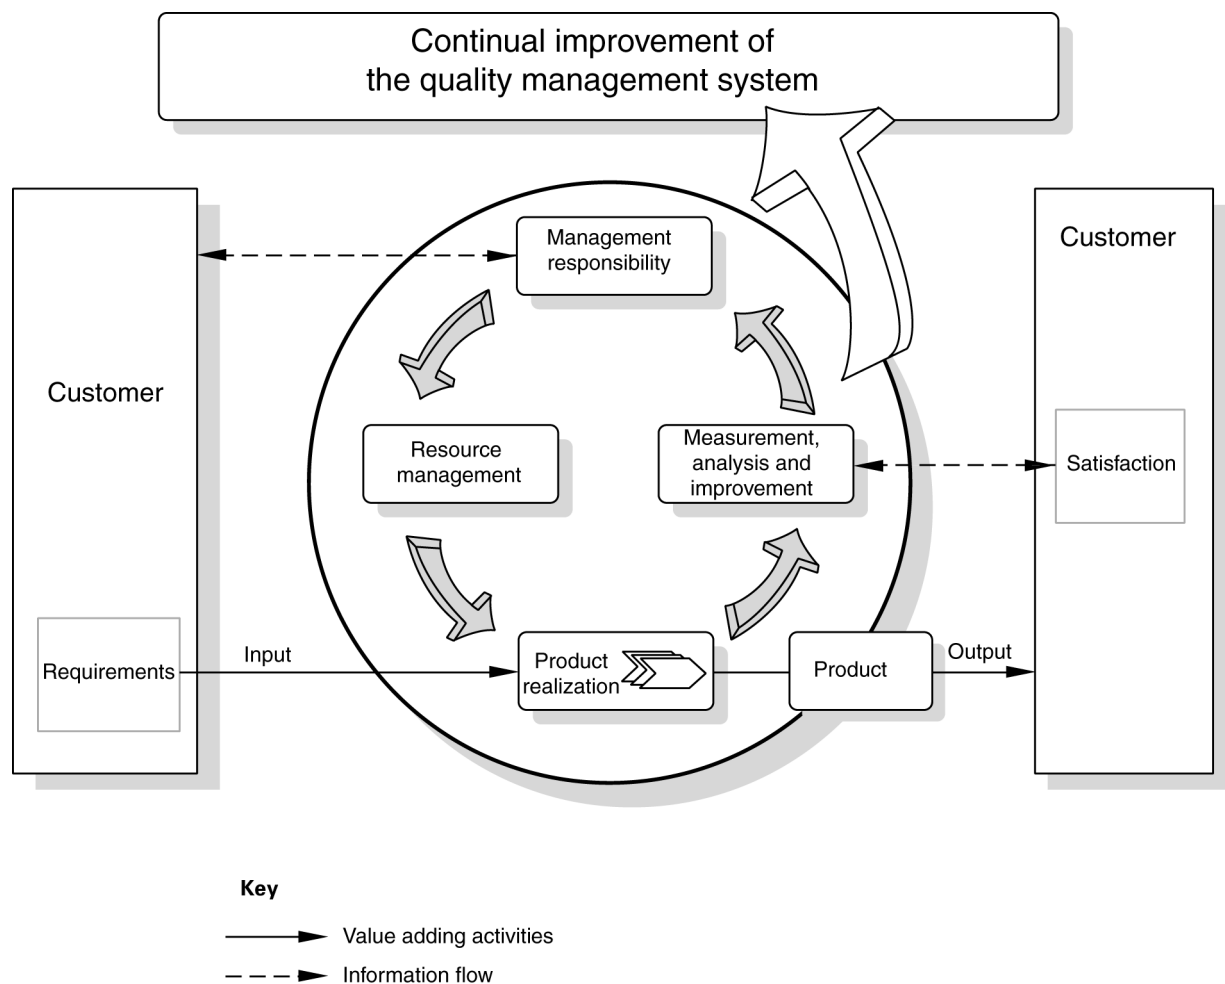 Continual improvement of
the quality management system
Customer
Management
responsibility
Customer
Resource
management
Measurement,
analysis and
improvement
Satisfaction
Requirements
Input
Product
realization
Product
Output
Key
Value adding activities
Information flow